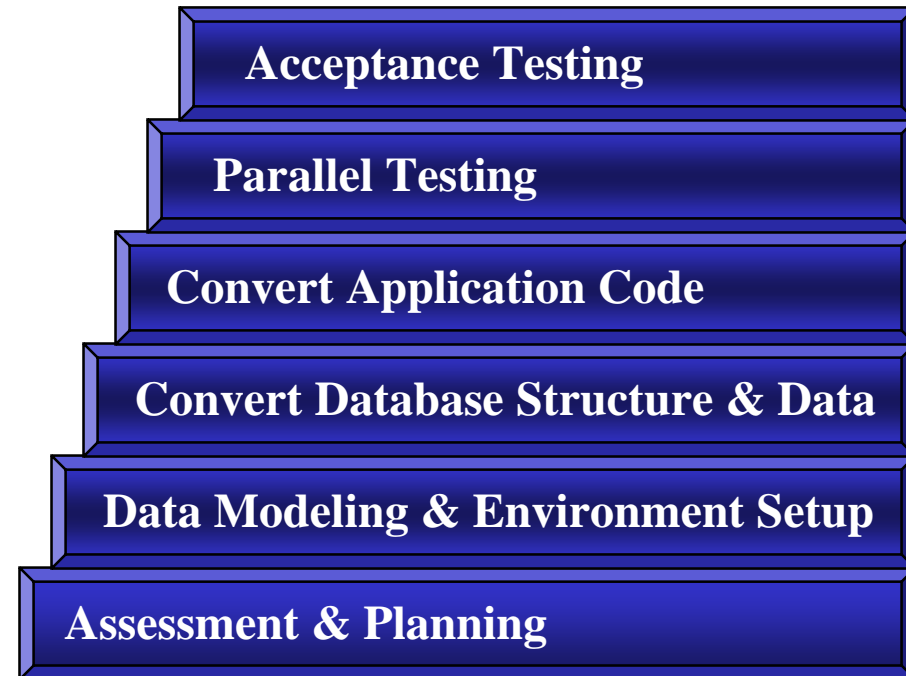 Acceptance Testing
Parallel Testing
Convert Application Code
Convert Database Structure & Data
Data Modeling & Environment Setup
Assessment & Planning